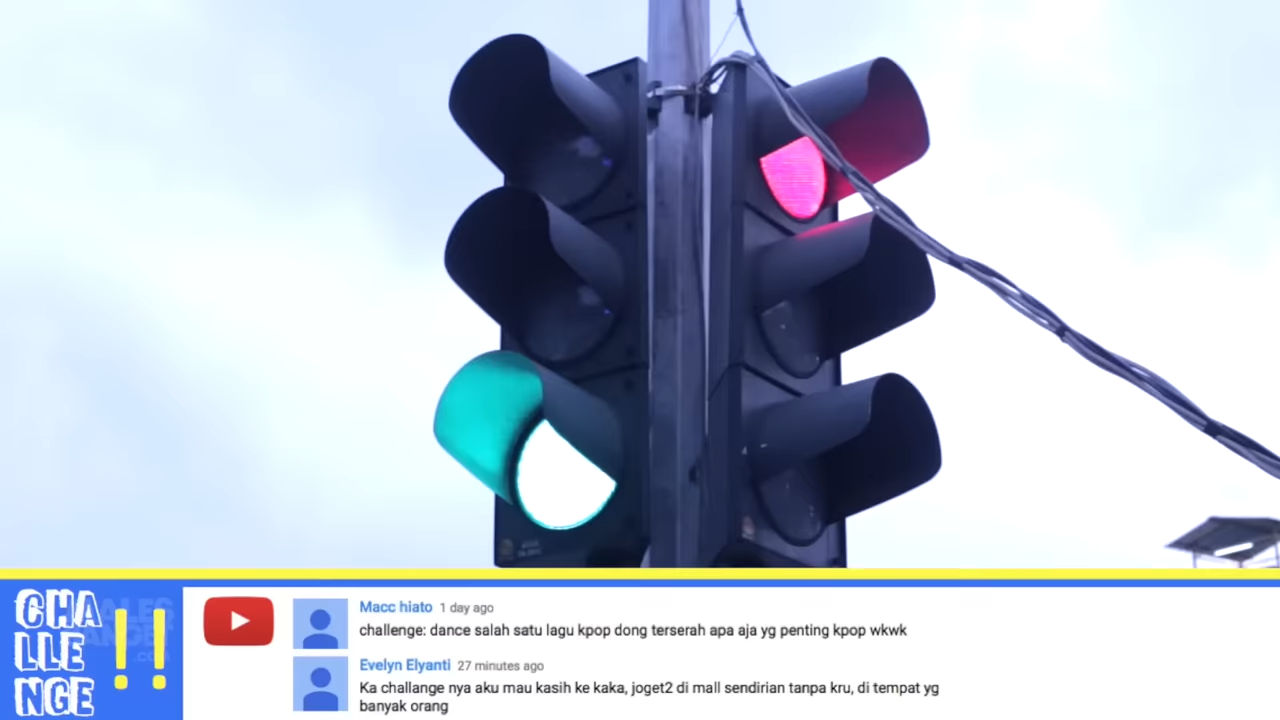 CHA
LLE
NGE
!!
Macc hiato 1 day ago
challenge: dance salah satu lagu kpop dong terserah apa aja yg penting kpop wkwk
Evelyn Elyanti 27 minutes ago
Ka challange nya aku mau kasih ke kaka, joget2 di mall sendirian tanpa kru, di tempat yg
banyak orang